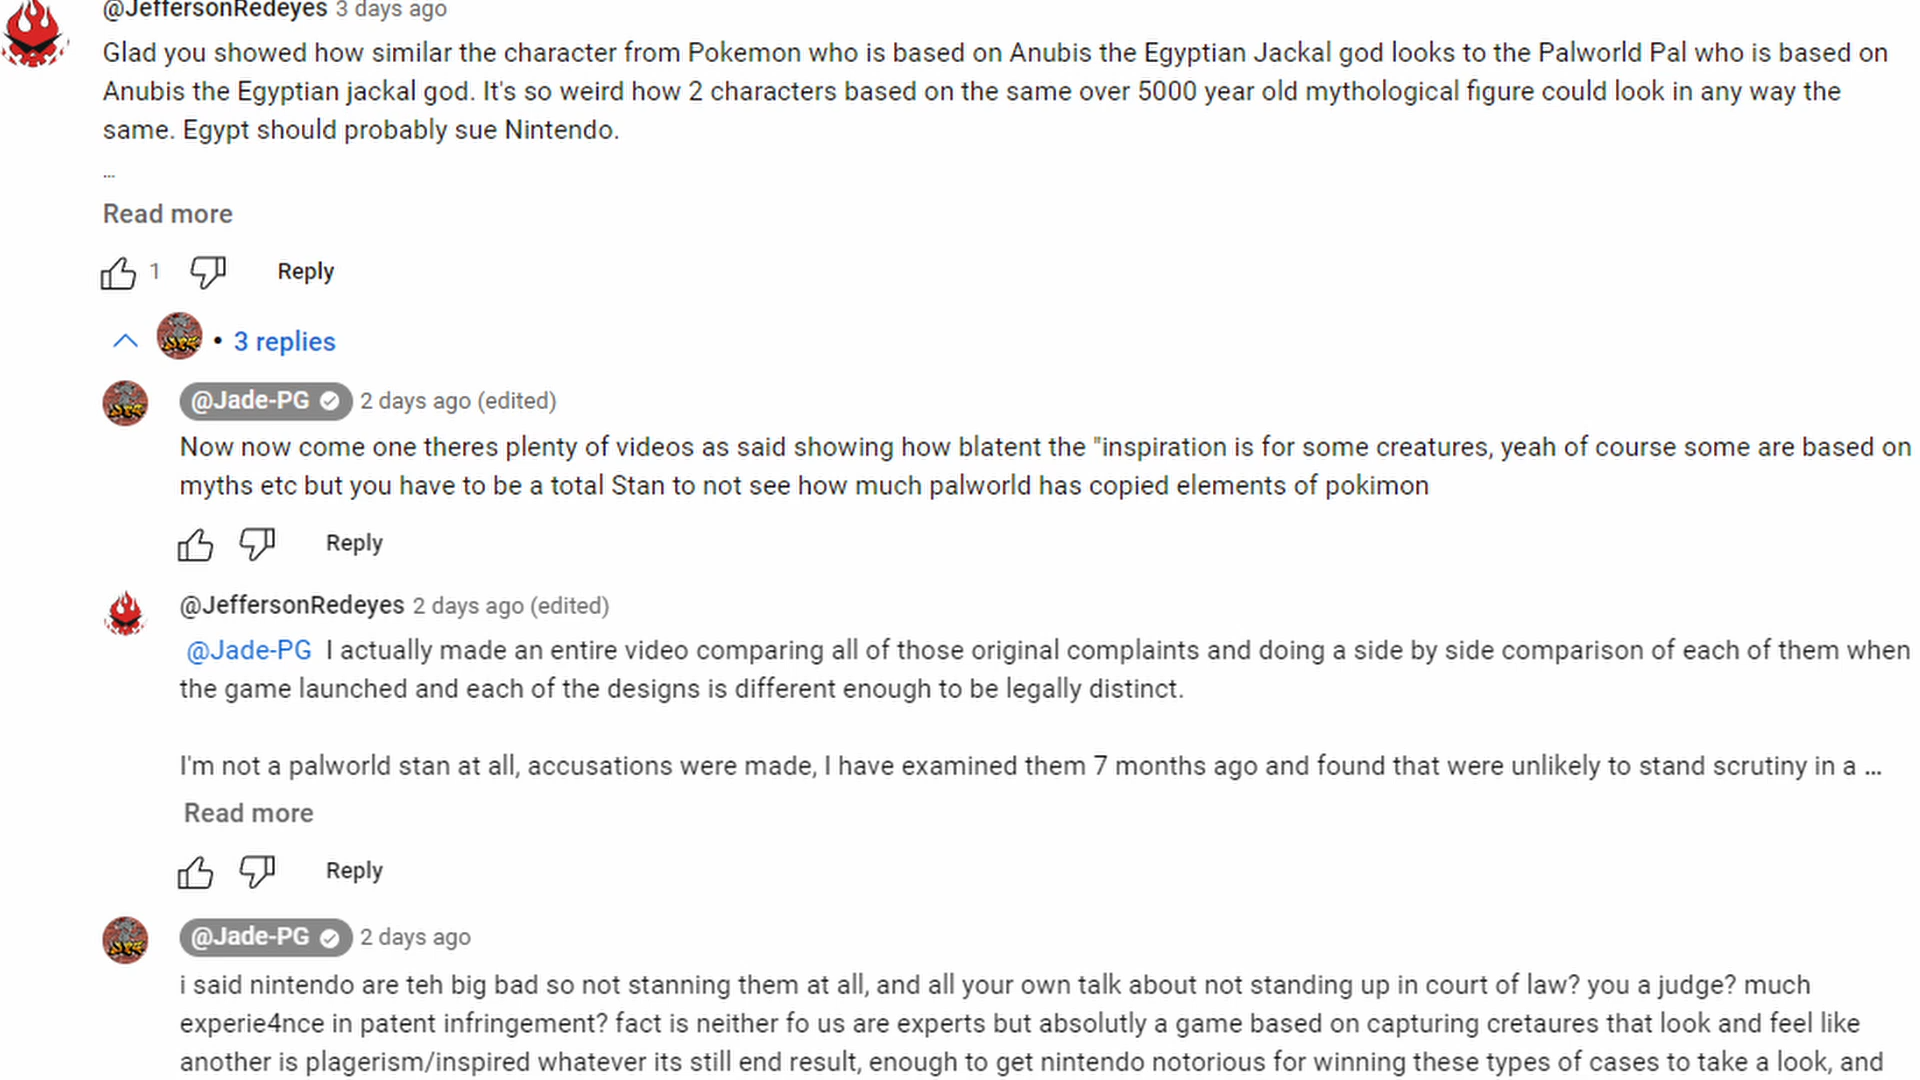 @JeffersonRedeyes 3 days ago
Glad you showed how similar the character from Pokemon who is based on Anubis the Egyptian Jackal god looks to the Palworld Pal who is based on
Anubis the Egyptian jackal god. It's so weird how 2 characters based on the same over 5000 year old mythological figure could look in any way the
same. Egypt should probably sue Nintendo.
...
Read more
1 Reply
• 3 replies
@Jade-PG 2 days ago (edited)
Now now come one theres plenty of videos as said showing how blatent the "inspiration is for some creatures, yeah of course some are based on
myths etc but you have to be a total Stan to not see how much palworld has copied elements of pokimon
Reply
@JeffersonRedeyes 2 days ago (edited)
@Jade-PG I actually made an entire video comparing all of those original complaints and doing a side by side comparison of each of them when
the game launched and each of the designs is different enough to be legally distinct.
I'm not a palworld stan at all, accusations were made, I have examined them 7 months ago and found that were unlikely to stand scrutiny in a ...
Read more
Reply
@Jade-PG 2 days ago
i said nintendo are teh big bad so not stanning them at all, and all your own talk about not standing up in court of law? you a judge? much
experie4nce in patent infringement? fact is neither fo us are experts but absolutly a game based on capturing cretaures that look and feel like
another is plagerism/inspired whatever its still end result, enough to get nintendo notorious for winning these types of cases to take a look, and